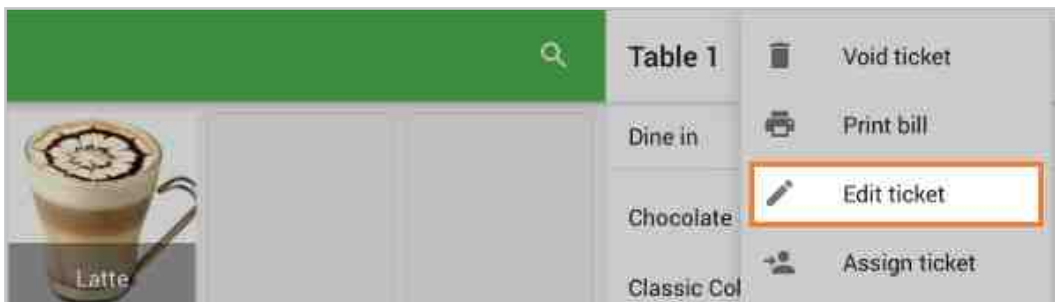 Table 1
Void ticket
Dine in
Print bill
Edit ticket
Chocolate
Assign ticket
Classic Col
Latte